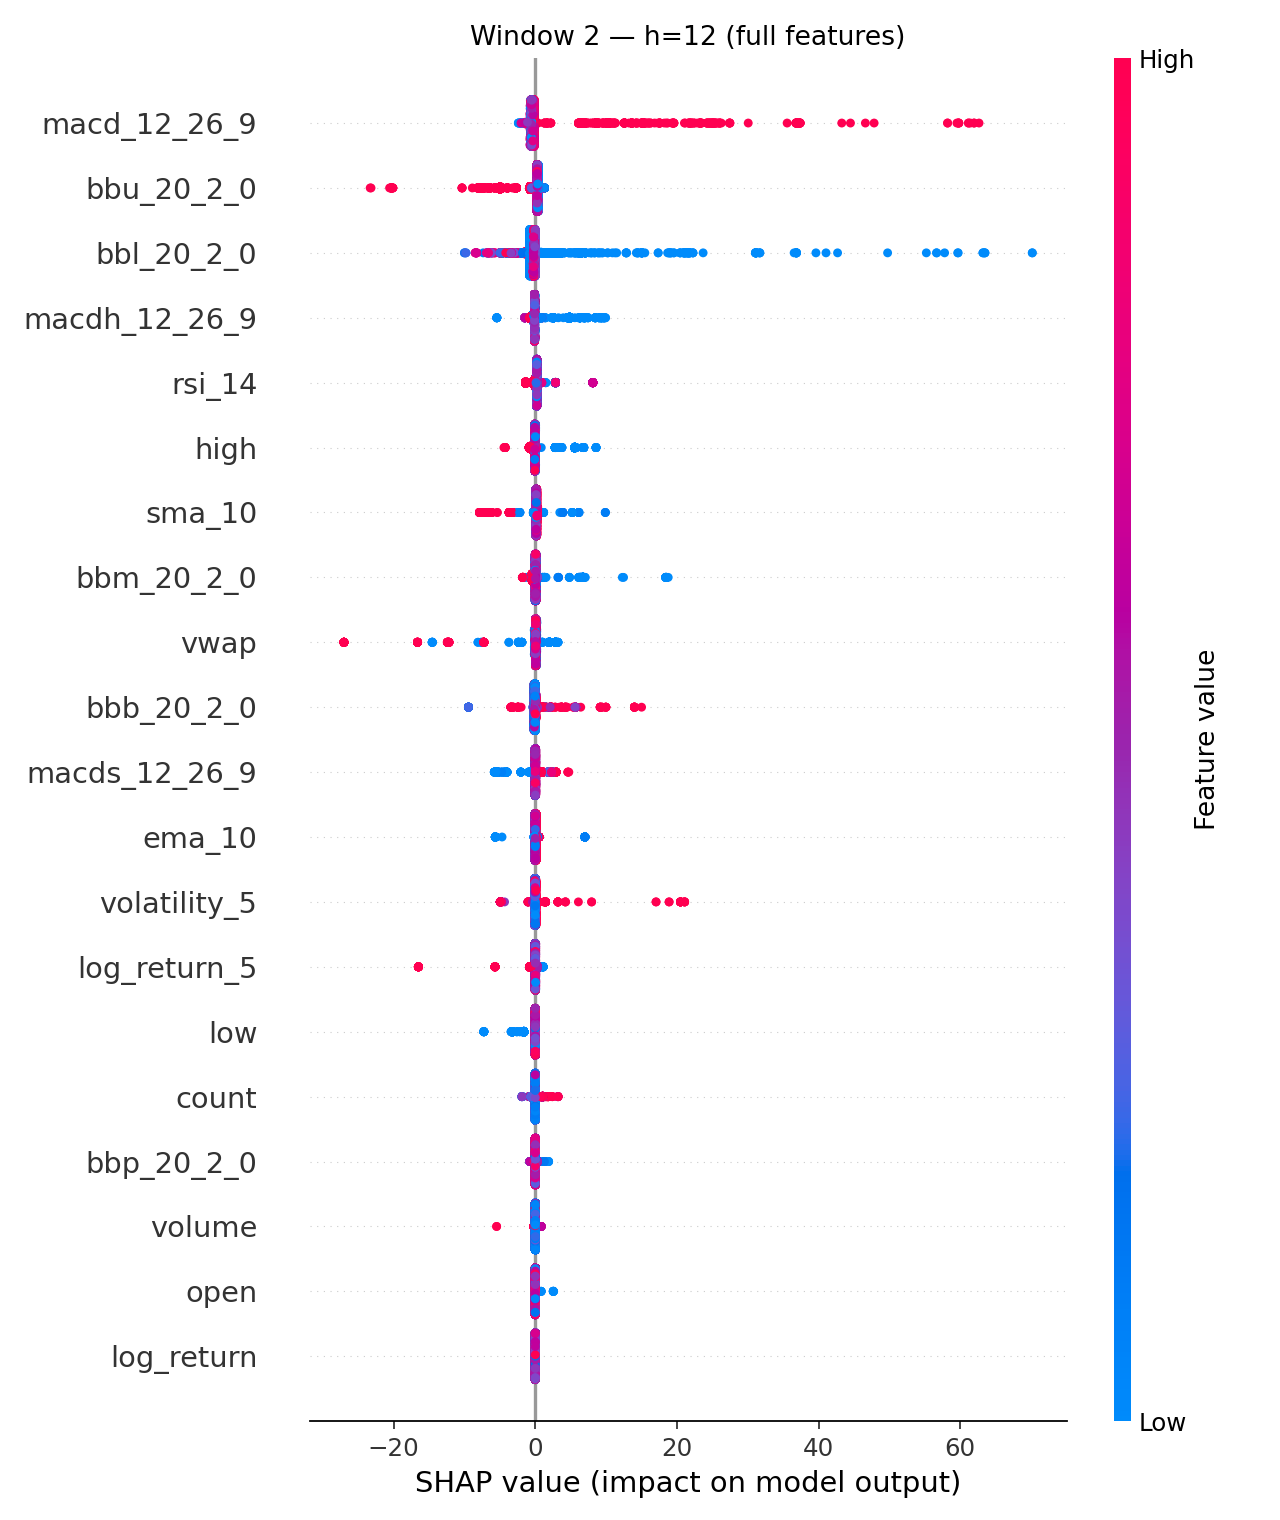 Window 2 — h=12 (full features)
High
macd_12_26_9
bbu_20_2_0
bbl_20_2_0
macdh_12_26_9
rsi_14
high
sma_10
bbm_20_2_0
vwap
bbb_20_2_0
macds_12_26_9
ema_10
volatility_5
log_return_5
low
count
bbp_20_2_0
volume
open
log_return
Feature value
Low
−20 0 20 40 60
SHAP value (impact on model output)